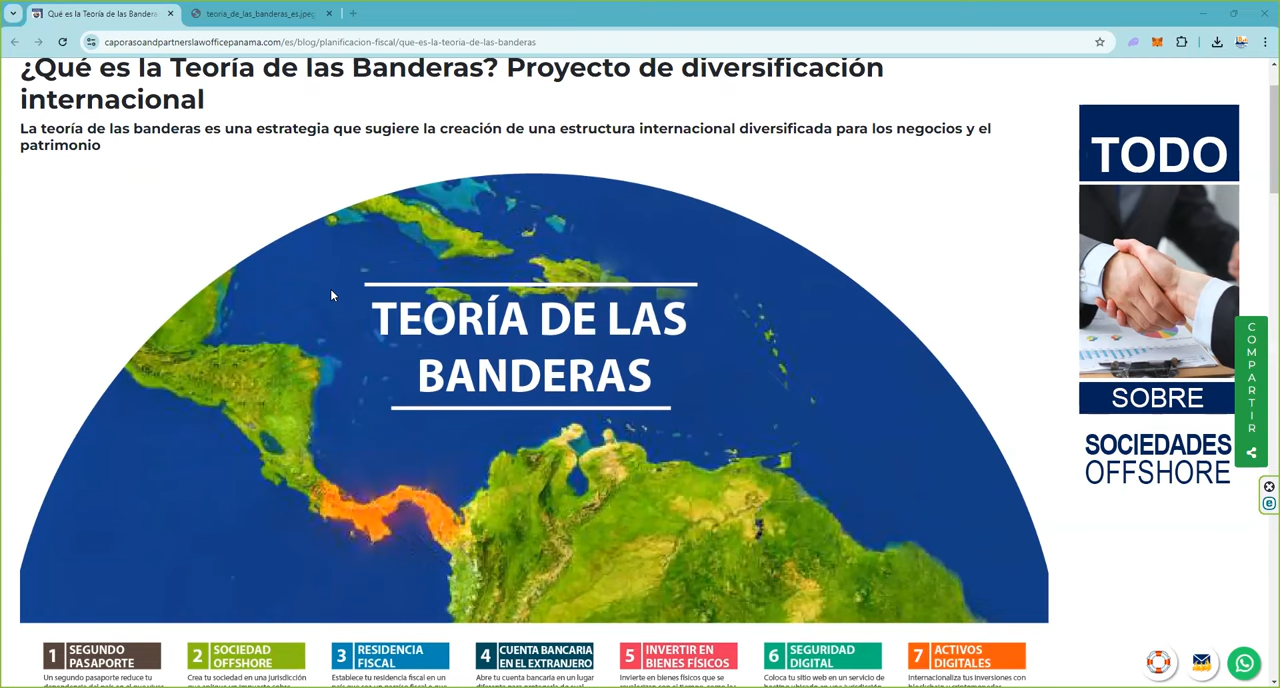 Qué es la Teoría de las Bandera
teoria_de_las_banderas_es.jpeg
caporasoandpartnerslawofficepanama.com/es/blog/planificacion-fiscal/que-es-la-teoria-de-las-banderas
¿Qué es la Teoría de las Banderas? Proyecto de diversificación
internacional
La teoría de las banderas es una estrategia que sugiere la creación de una estructura internacional diversificada para los negocios y el
patrimonio
TEORÍA DE LAS
BANDERAS
TODO
SOBRE
SOCIEDADES
OFFSHORE
COMPARTIR
1 SEGUNDO
PASAPORTE
Un segundo pasaporte reduce tu
2 SOCIEDAD
OFFSHORE
Crea tu sociedad en una jurisdicción
3 RESIDENCIA
FISCAL
Establece tu residencia fiscal en un
4 CUENTA BANCARIA
EN EL EXTRANJERO
Abre tu cuenta bancaria en un lugar
5 INVERTIR EN
BIENES FÍSICOS
Invierte en bienes físicos que se
6 SEGURIDAD
DIGITAL
Coloca tu sitio web en un servicio de
7 ACTIVOS
DIGITALES
Internacionaliza tus inversiones con